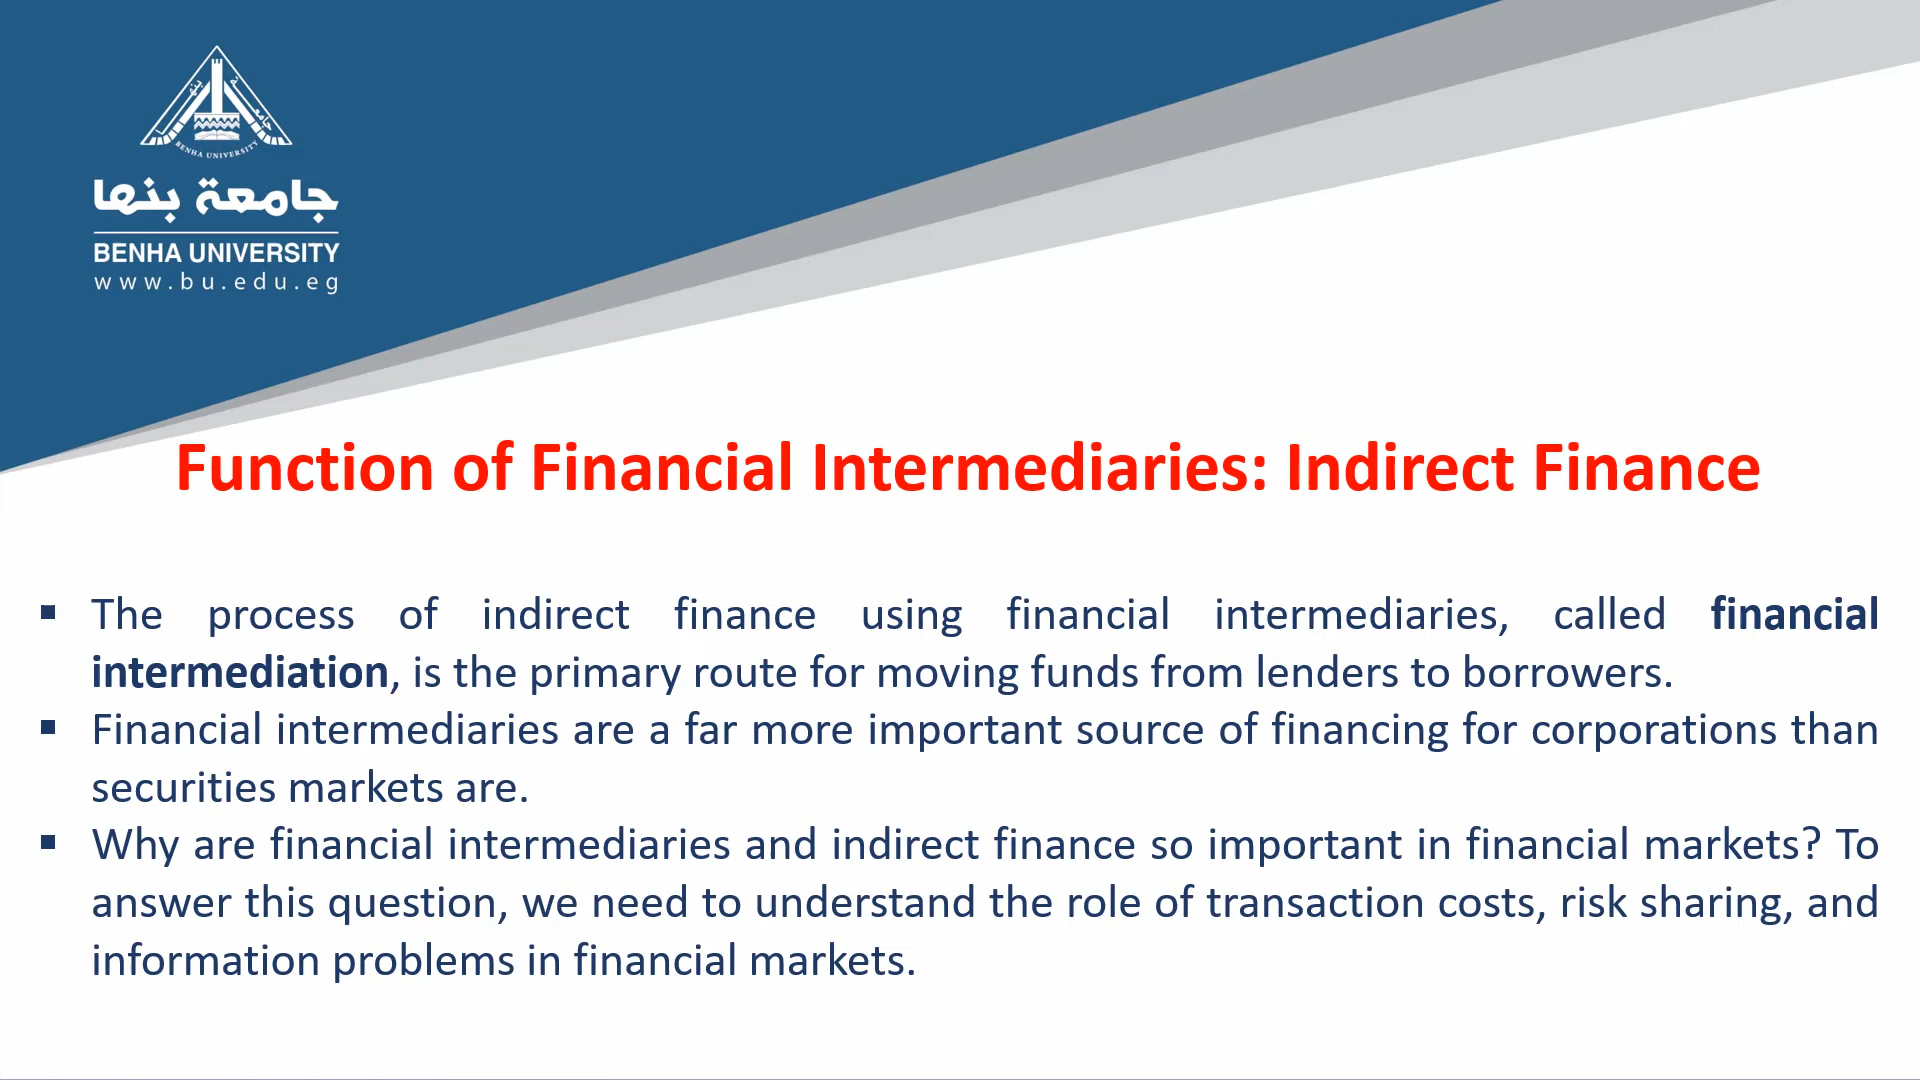 جامعة بنها
BENHA UNIVERSITY
جامعة بنها
BENHA UNIVERSITY
www.bu.edu.eg
Function of Financial Intermediaries: Indirect Finance
▪ The process of indirect finance using financial intermediaries, called financial
intermediation, is the primary route for moving funds from lenders to borrowers.
▪ Financial intermediaries are a far more important source of financing for corporations than
securities markets are.
▪ Why are financial intermediaries and indirect finance so important in financial markets? To
answer this question, we need to understand the role of transaction costs, risk sharing, and
information problems in financial markets.